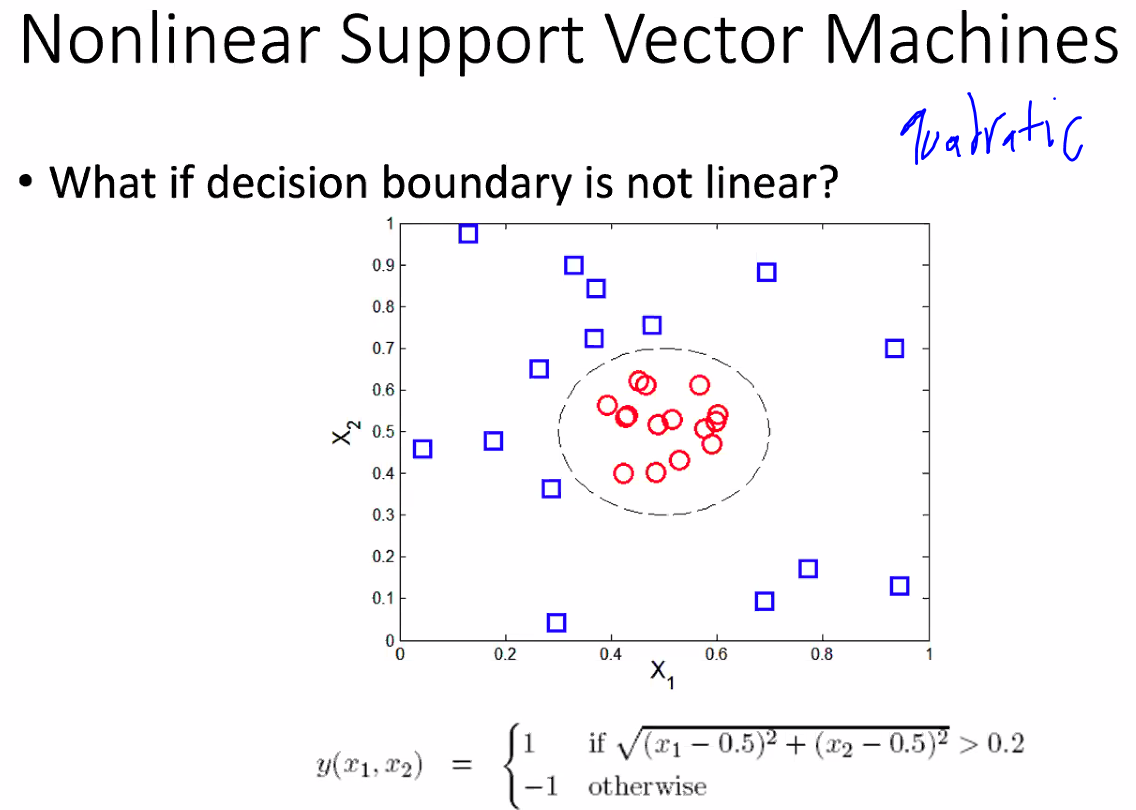 Nonlinear Support Vector Machines
quadratic
• What if decision boundary is not linear?
1
0.9
0.8
0.7
0.6
0.5
0.4
0.3
0.2
0.1
0
X₂
0 0.2 0.4 0.6 0.8 1
X₁
y(x₁, x₂) = { 1 if √((x₁ − 0.5)² + (x₂ − 0.5)²) > 0.2
−1 otherwise